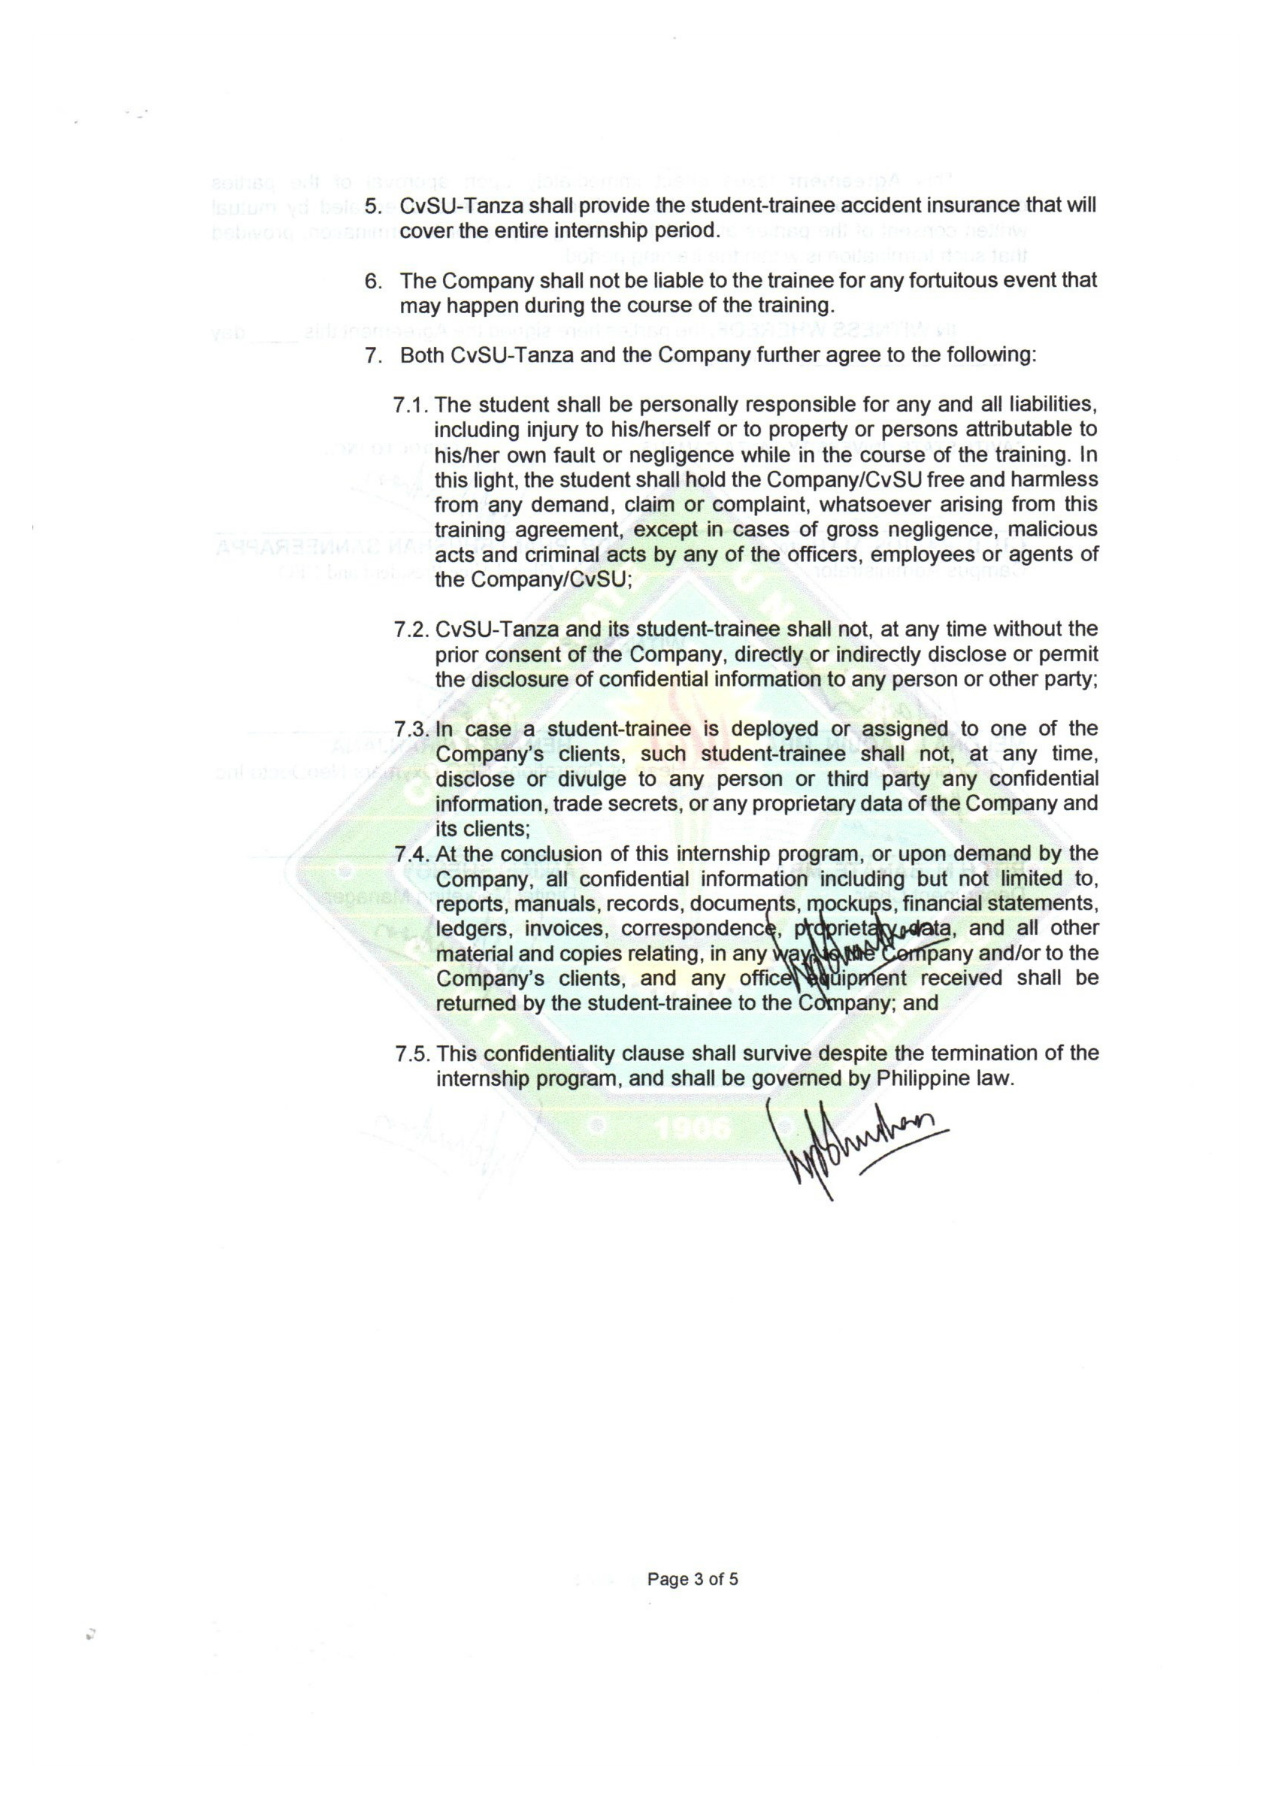 5. CvSU-Tanza shall provide the student-trainee accident insurance that will
cover the entire internship period.
6. The Company shall not be liable to the trainee for any fortuitous event that
may happen during the course of the training.
7. Both CvSU-Tanza and the Company further agree to the following:
7.1. The student shall be personally responsible for any and all liabilities,
including injury to his/herself or to property or persons attributable to
his/her own fault or negligence while in the course of the training. In
this light, the student shall hold the Company/CvSU free and harmless
from any demand, claim or complaint, whatsoever arising from this
training agreement, except in cases of gross negligence, malicious
acts and criminal acts by any of the officers, employees or agents of
the Company/CvSU;
7.2. CvSU-Tanza and its student-trainee shall not, at any time without the
prior consent of the Company, directly or indirectly disclose or permit
the disclosure of confidential information to any person or other party;
7.3. In case a student-trainee is deployed or assigned to one of the
Company's clients, such student-trainee shall not, at any time,
disclose or divulge to any person or third party any confidential
information, trade secrets, or any proprietary data of the Company and
its clients;
7.4. At the conclusion of this internship program, or upon demand by the
Company, all confidential information including but not limited to,
reports, manuals, records, documents, mockups, financial statements,
ledgers, invoices, correspondence, proprietary data, and all other
material and copies relating, in any way to the Company and/or to the
Company's clients, and any office equipment received shall be
returned by the student-trainee to the Company; and
7.5. This confidentiality clause shall survive despite the termination of the
internship program, and shall be governed by Philippine law.
1906
Page 3 of 5